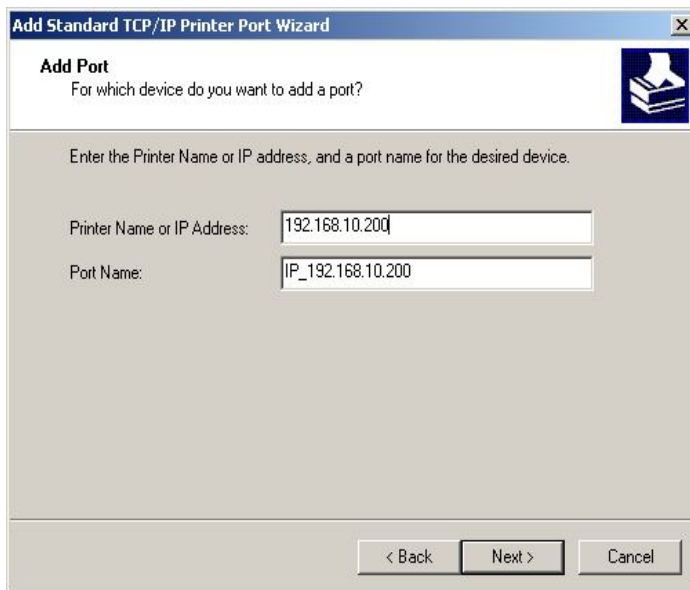 Add Standard TCP/IP Printer Port Wizard
Add Port
For which device do you want to add a port?
Enter the Printer Name or IP address, and a port name for the desired device.
Printer Name or IP Address: 192.168.10.200
Port Name: IP_192.168.10.200
< Back Next > Cancel